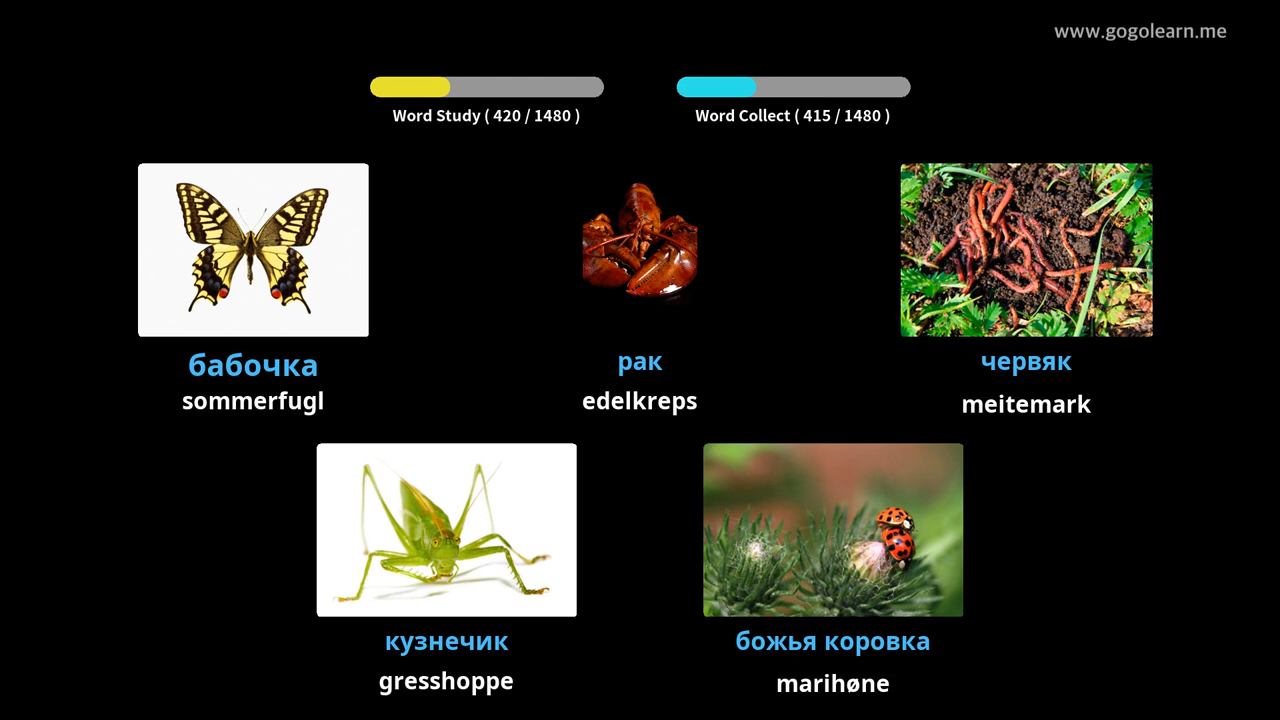 www.gogolearn.me
Word Study ( 420 / 1480 )
Word Collect ( 415 / 1480 )
бабочка
sommerfugl
рак
edelkreps
червяк
meitemark
кузнечик
gresshoppe
божья коровка
marihøne